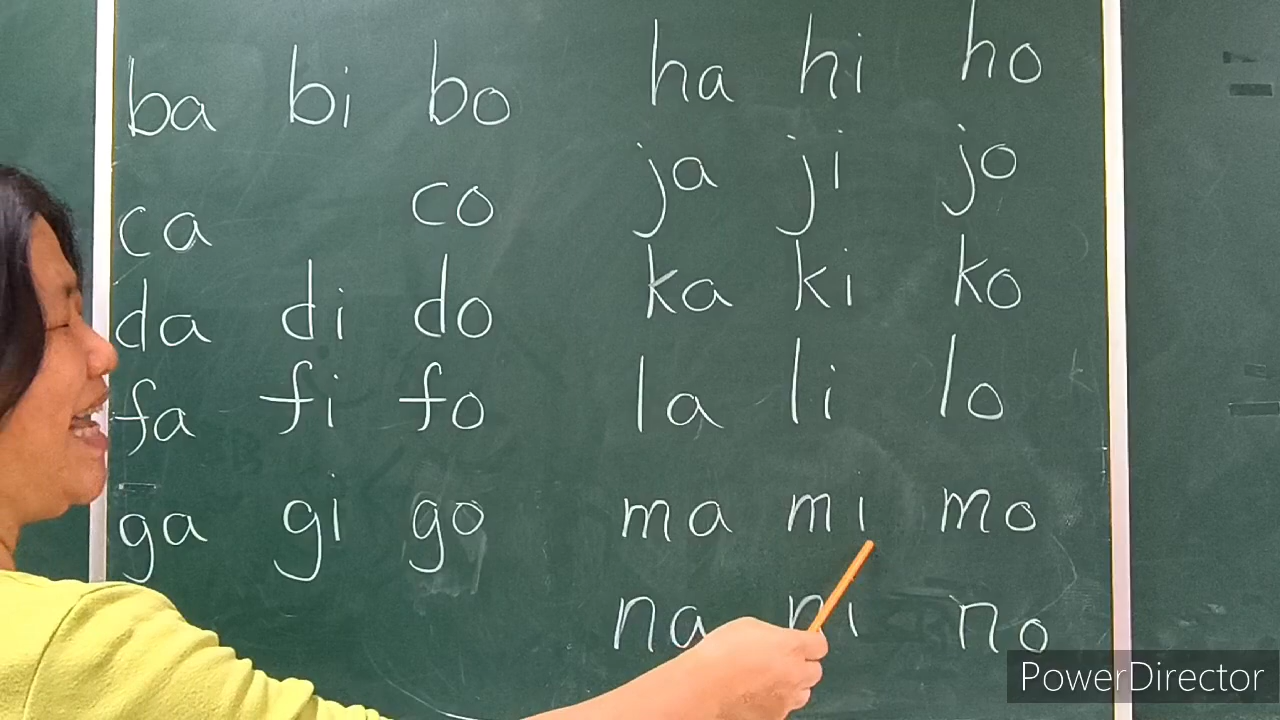 ba bi bo
ca co
da di do
fa fi fo
ga gi go
ha hi ho
ja ji jo
ka ki ko
la li lo
ma mi mo
na ni no
PowerDirector